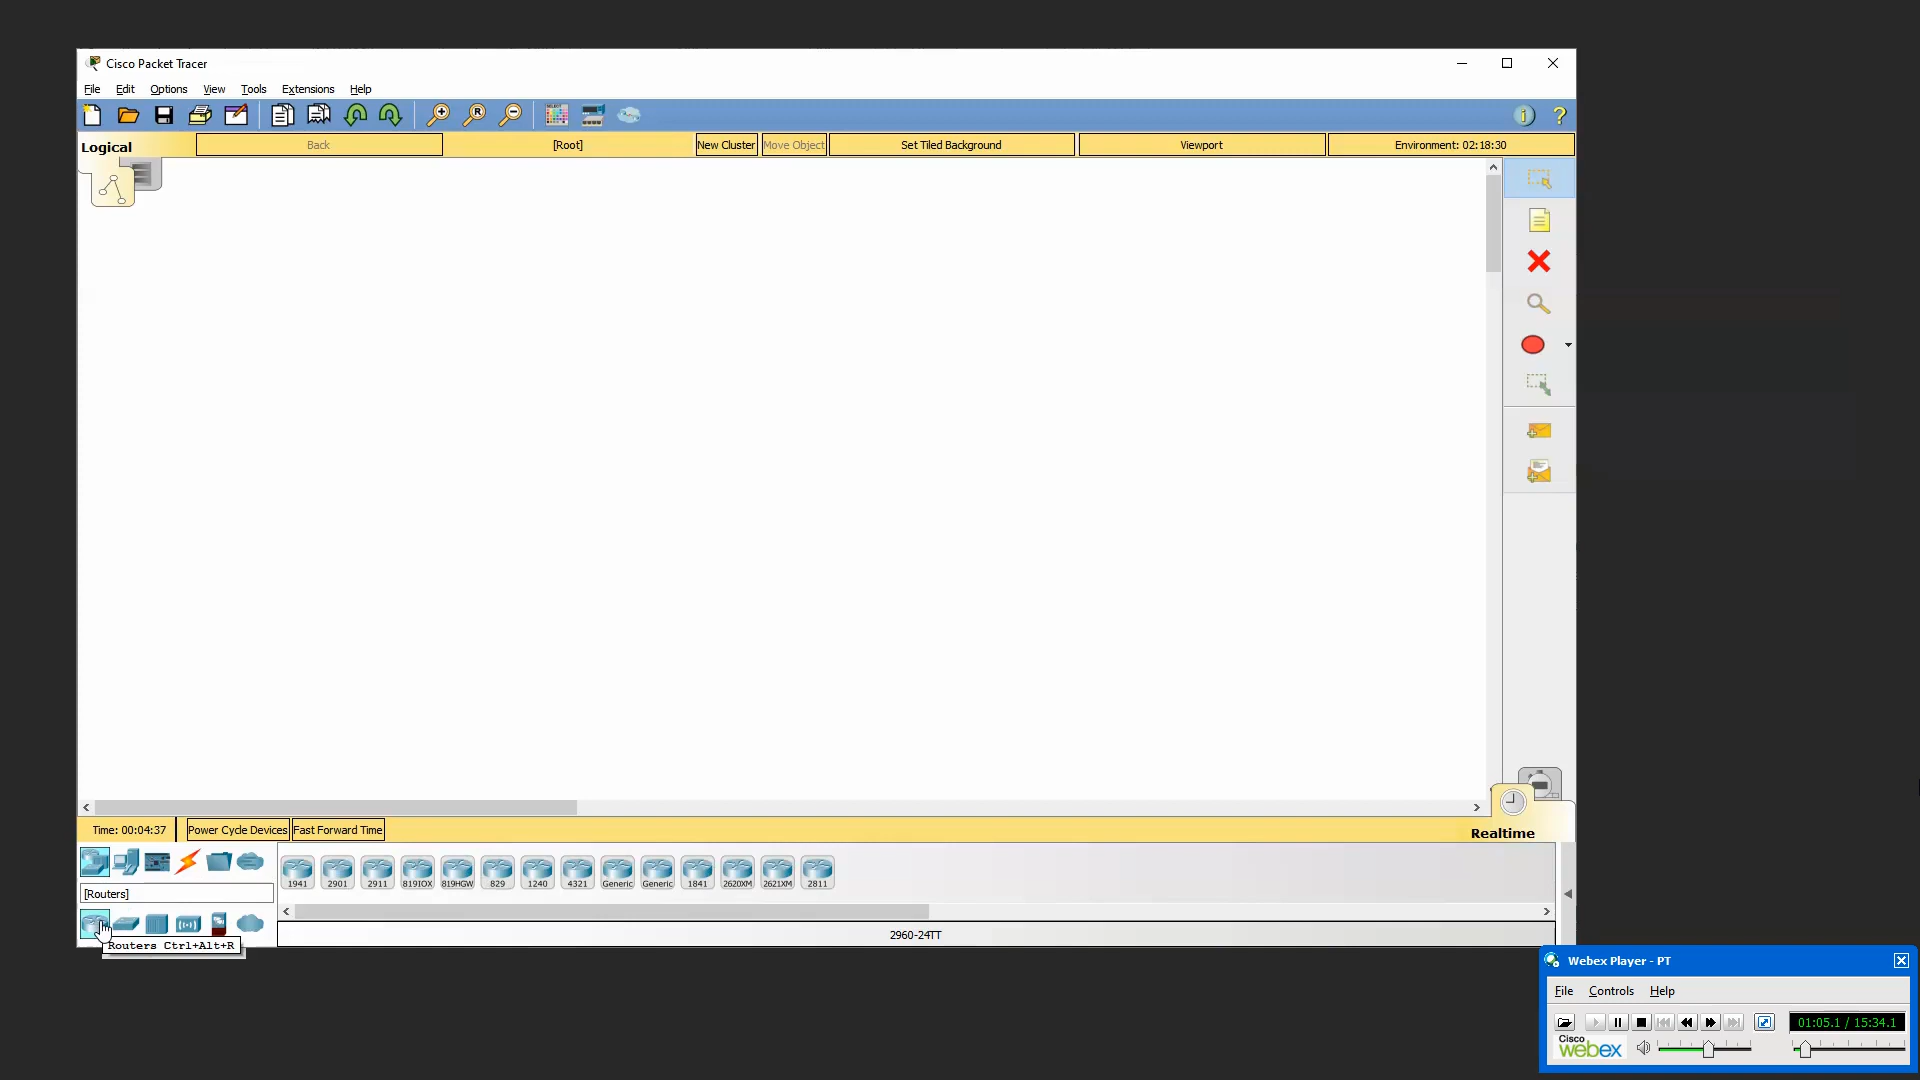 Cisco Packet Tracer
File Edit Options View Tools Extensions Help
Logical Back [Root] New Cluster Move Object Set Tiled Background Viewport Environment: 02:18:30
Time: 00:04:37 Power Cycle Devices Fast Forward Time Realtime
1941 2901 2911 819IOX 819HGW 829 1240 4321 Generic Generic 1841 2620XM 2621XM 2811
[Routers]
2960-24TT
Routers Ctrl+Alt+R
Webex Player - PT
File Controls Help
01:05.1 / 15:34.1
Cisco
webex